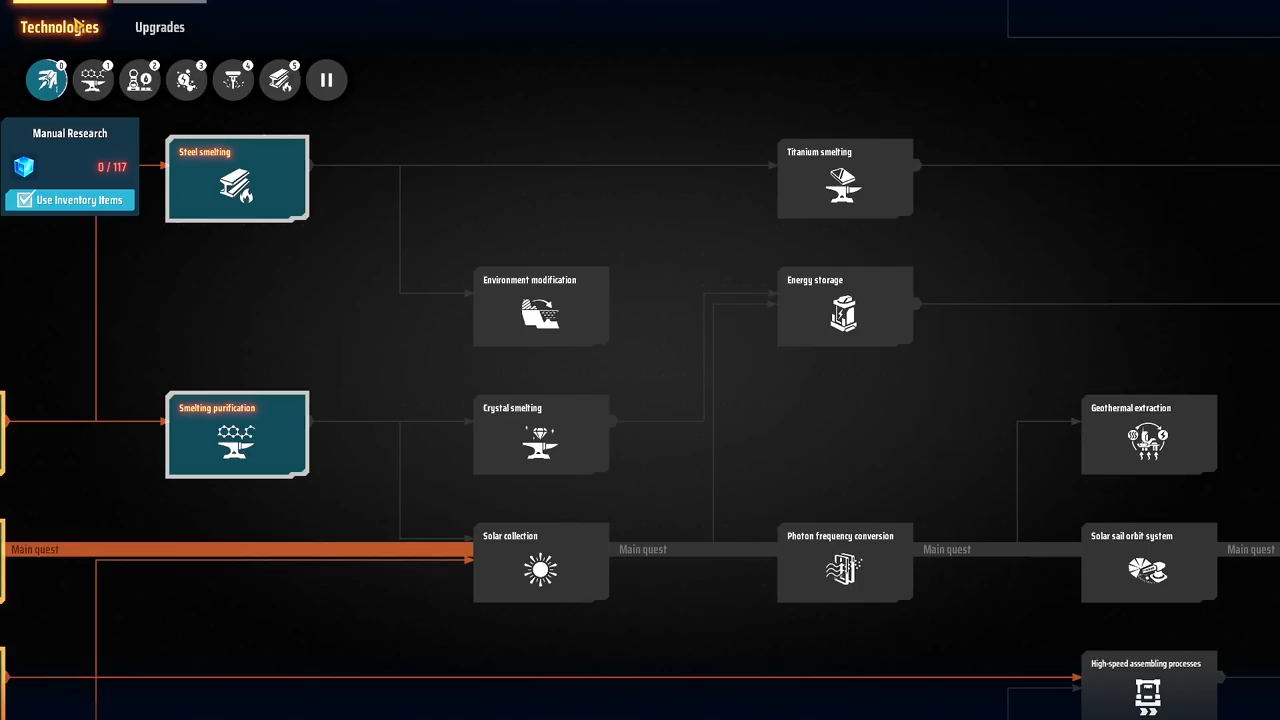 Technologies
Upgrades
0
1
2
3
4
5
Manual Research
0 / 117
Use Inventory Items
Steel smelting
Titanium smelting
Environment modification
Energy storage
Smelting purification
Crystal smelting
Geothermal extraction
Main quest
Solar collection
Main quest
Photon frequency conversion
Main quest
Solar sail orbit system
Main quest
High-speed assembling processes